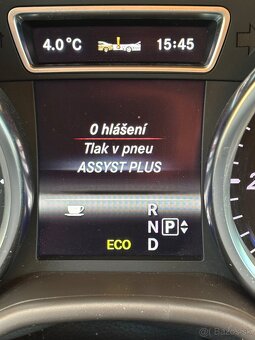 4.0°C 15:45
0 hlášení
Tlak v pneu
ASSYST PLUS
R
N P
ECO D